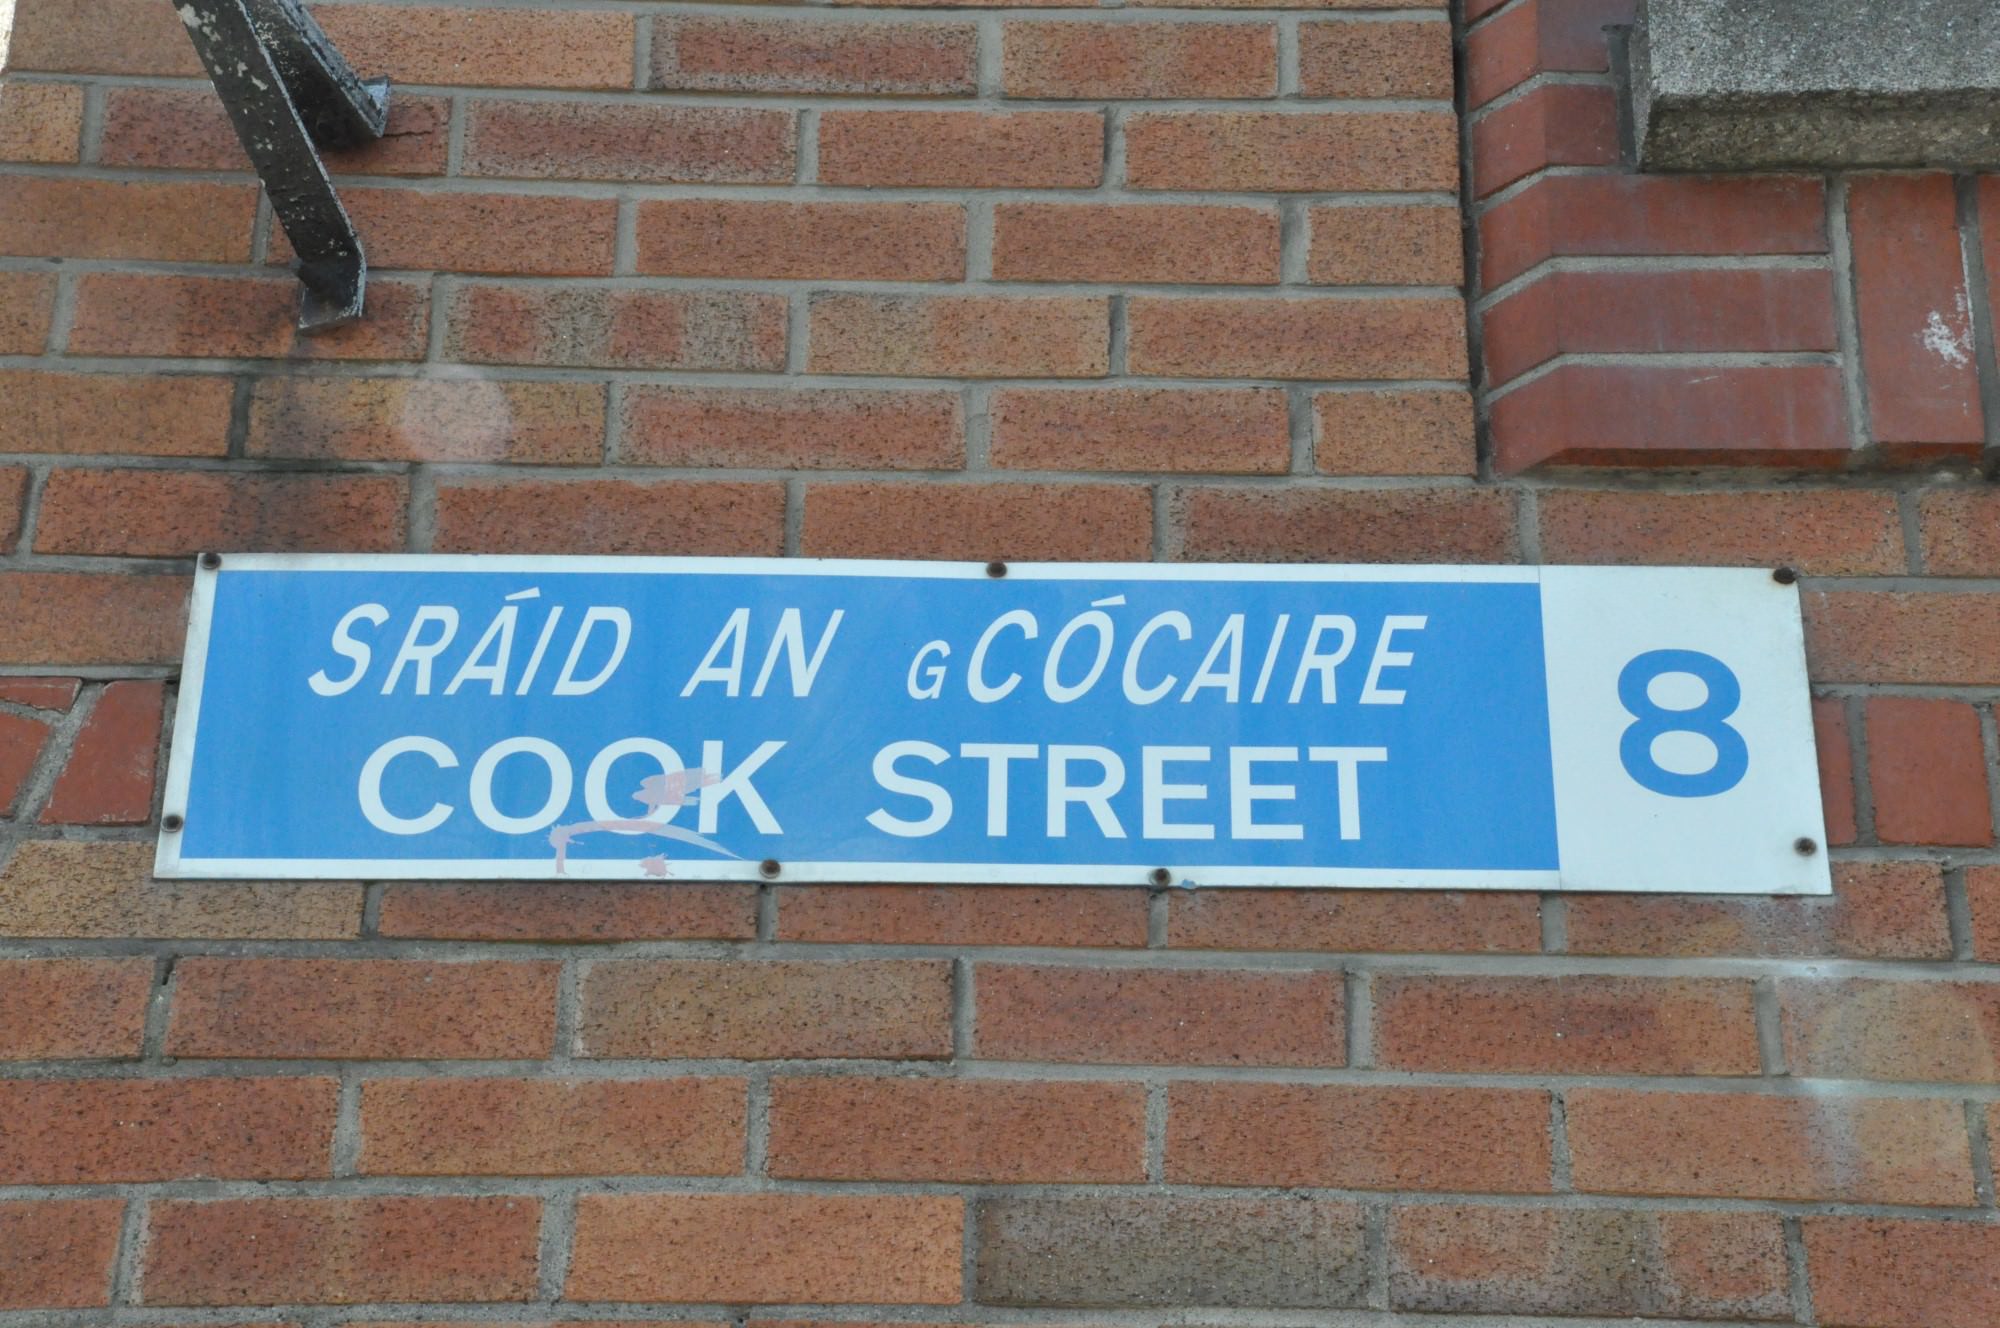 SRÁID AN gCÓCAIRE
COOK STREET
8